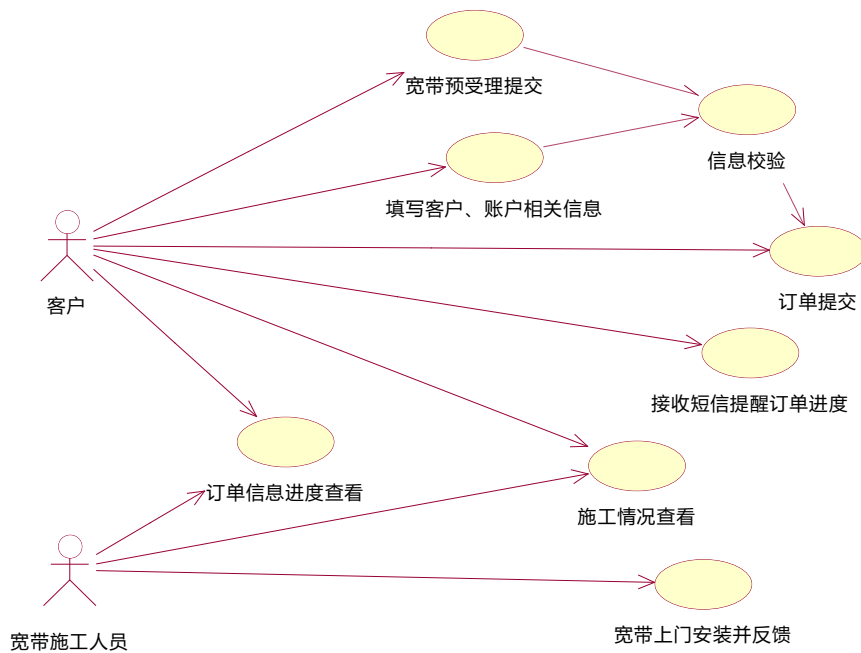 宽带预受理提交
信息校验
填写客户、账户相关信息
客户
订单提交
接收短信提醒订单进度
订单信息进度查看
施工情况查看
宽带施工人员
宽带上门安装并反馈